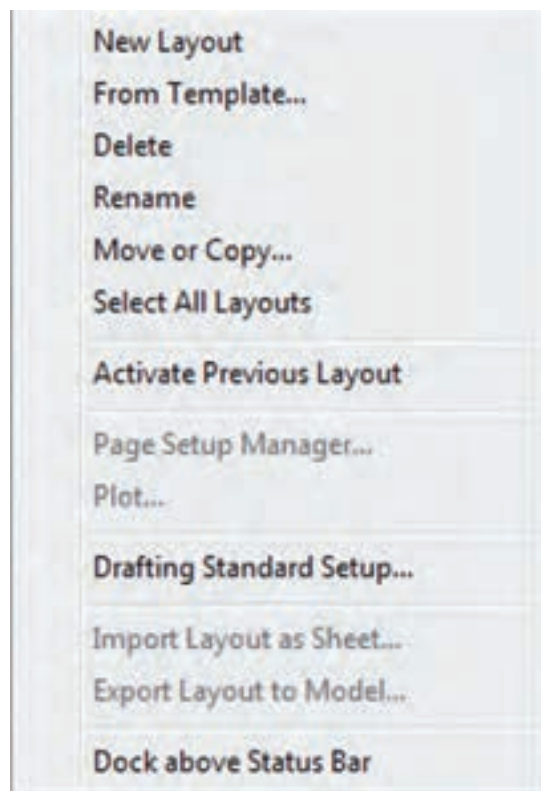 New Layout
From Template...
Delete
Rename
Move or Copy...
Select All Layouts
Activate Previous Layout
Page Setup Manager...
Plot...
Drafting Standard Setup...
Import Layout as Sheet...
Export Layout to Model...
Dock above Status Bar